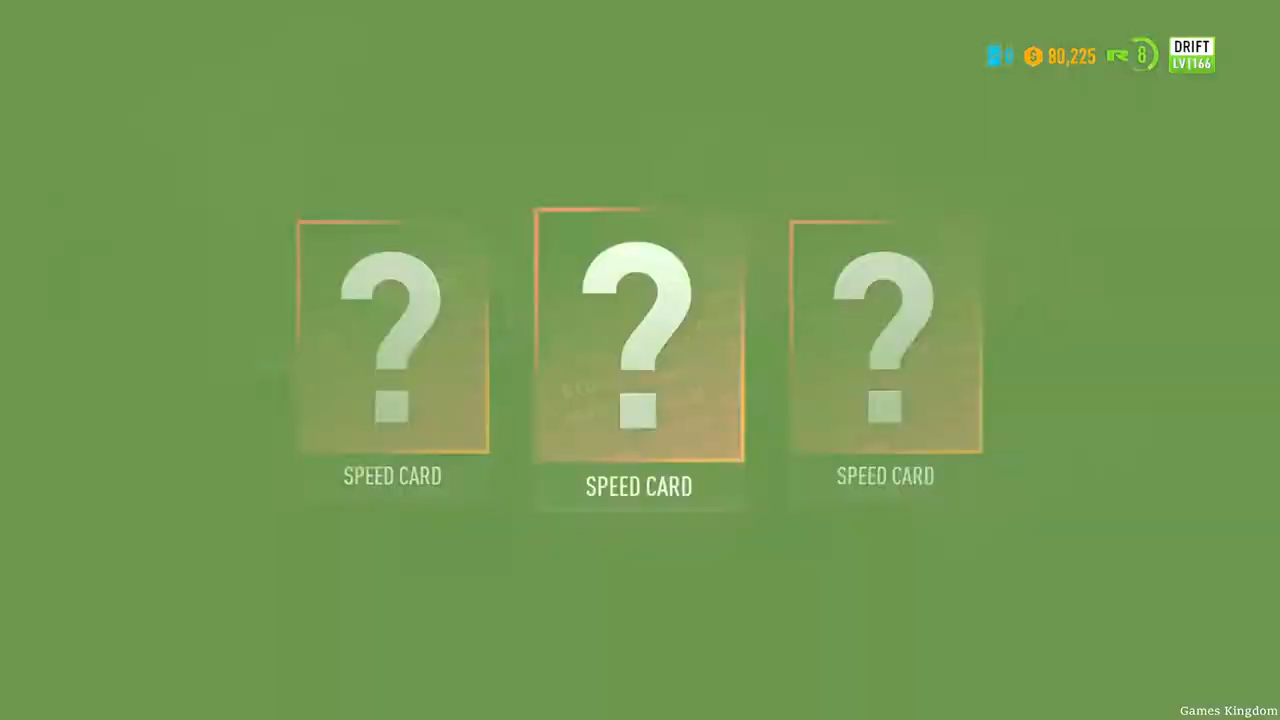 80,225
8
DRIFT
LV|166
?
?
?
SPEED CARD
SPEED CARD
SPEED CARD
Games Kingdom